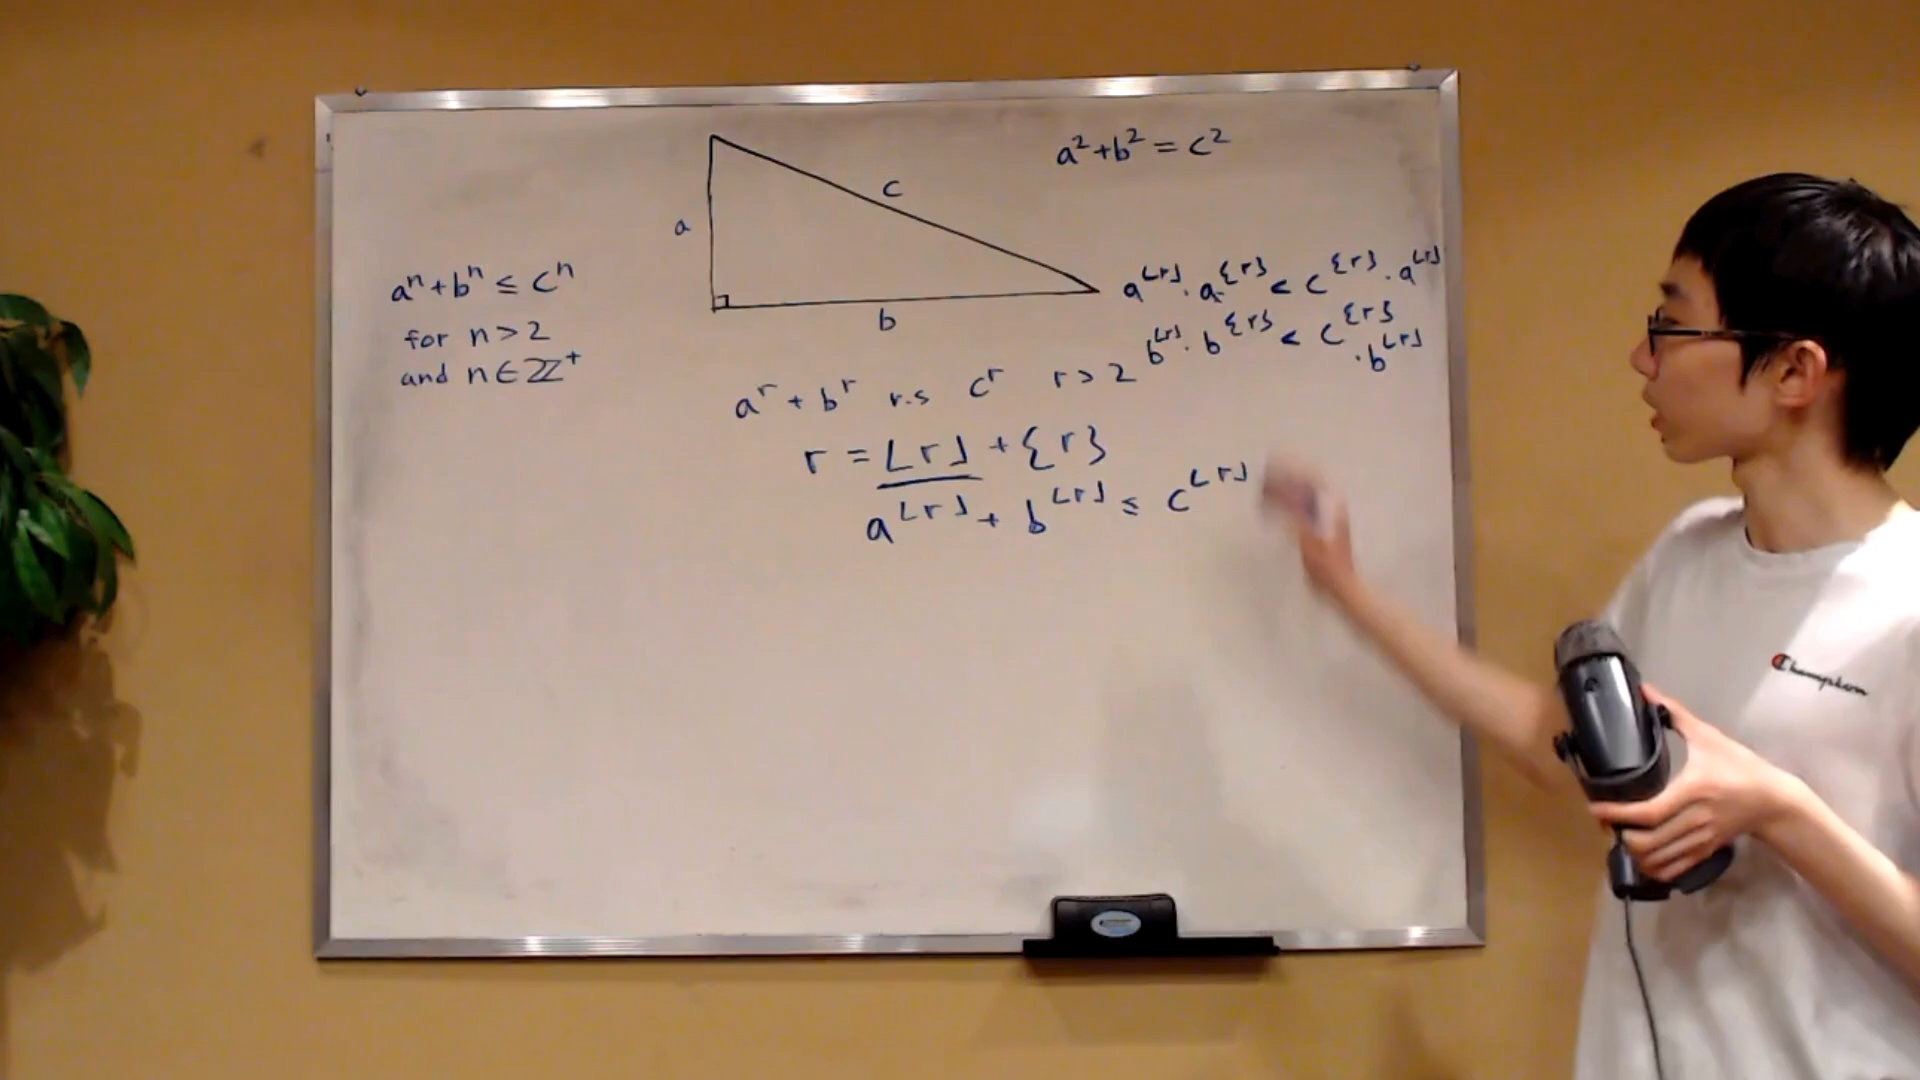 a² + b² = c²
c
a
b
aⁿ + bⁿ ≤ cⁿ
for n > 2
and n ∈ ℤ⁺
a^⌊r⌋ · a^{r} < c^{r} · a^⌊r⌋
b^⌊r⌋ · b^{r} < c^{r}
· b^⌊r⌋
a^r + b^r v.s c^r r > 2
r = ⌊r⌋ + {r}
a^⌊r⌋ + b^⌊r⌋ ≤ c^⌊r⌋
Champion